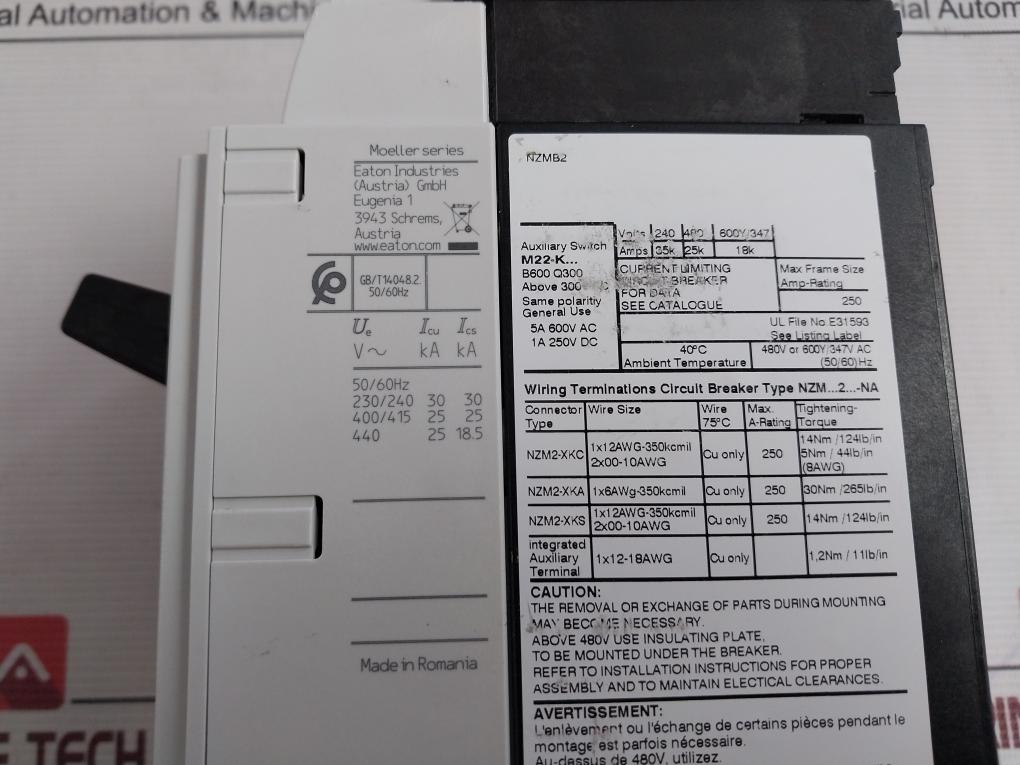 al Automation & Machi
ial Autom
Moeller series
Eaton Industries
(Austria) GmbH
Eugenia 1
3943 Schrems,
Austria
www.eaton.com
GB/T14048.2
50/60Hz
Ue Icu Ics
V~ kA kA
50/60Hz
230/240 30 30
400/415 25 25
440 25 18.5
Made in Romania
NZMB2
Auxiliary Switch
M22-K...
B600 Q300
Above 300
Same polarity
General Use
5A 600V AC
1A 250V DC
Volts 240 480 600Y/347
Amps 35k 25k 18k
CURRENT LIMITING
CIRCUIT BREAKER
FOR DATA
SEE CATALOGUE
Max Frame Size
Amp-Rating
250
UL File No E31593
See Listing Label
40°C
Ambient Temperature
480V or 600Y/347V AC
(50/60)Hz
Wiring Terminations Circuit Breaker Type NZM...2...-NA
Connector Type Wire Size Wire 75°C Max. A-Rating Tightening-Torque
NZM2-XKC 1x12AWG-350kcmil 2x00-10AWG Cu only 250 14Nm /124lb/in 5Nm / 44lb/in (8AWG)
NZM2-XKA 1x6AWg-350kcmil Cu only 250 30Nm /265lb/in
NZM2-XKS 1x12AWG-350kcmil 2x00-10AWG Cu only 250 14Nm /124lb/in
integrated Auxiliary Terminal 1x12-18AWG Cu only 1,2Nm / 11lb/in
CAUTION:
THE REMOVAL OR EXCHANGE OF PARTS DURING MOUNTING
MAY BECOME NECESSARY.
ABOVE 480V USE INSULATING PLATE,
TO BE MOUNTED UNDER THE BREAKER.
REFER TO INSTALLATION INSTRUCTIONS FOR PROPER
ASSEMBLY AND TO MAINTAIN ELECTICAL CLEARANCES.
AVERTISSEMENT:
L'enlèvement ou l'échange de certains pièces pendant le
montage est parfois nécessaire.
Au-dessus de 480V, utilizez
E TECH